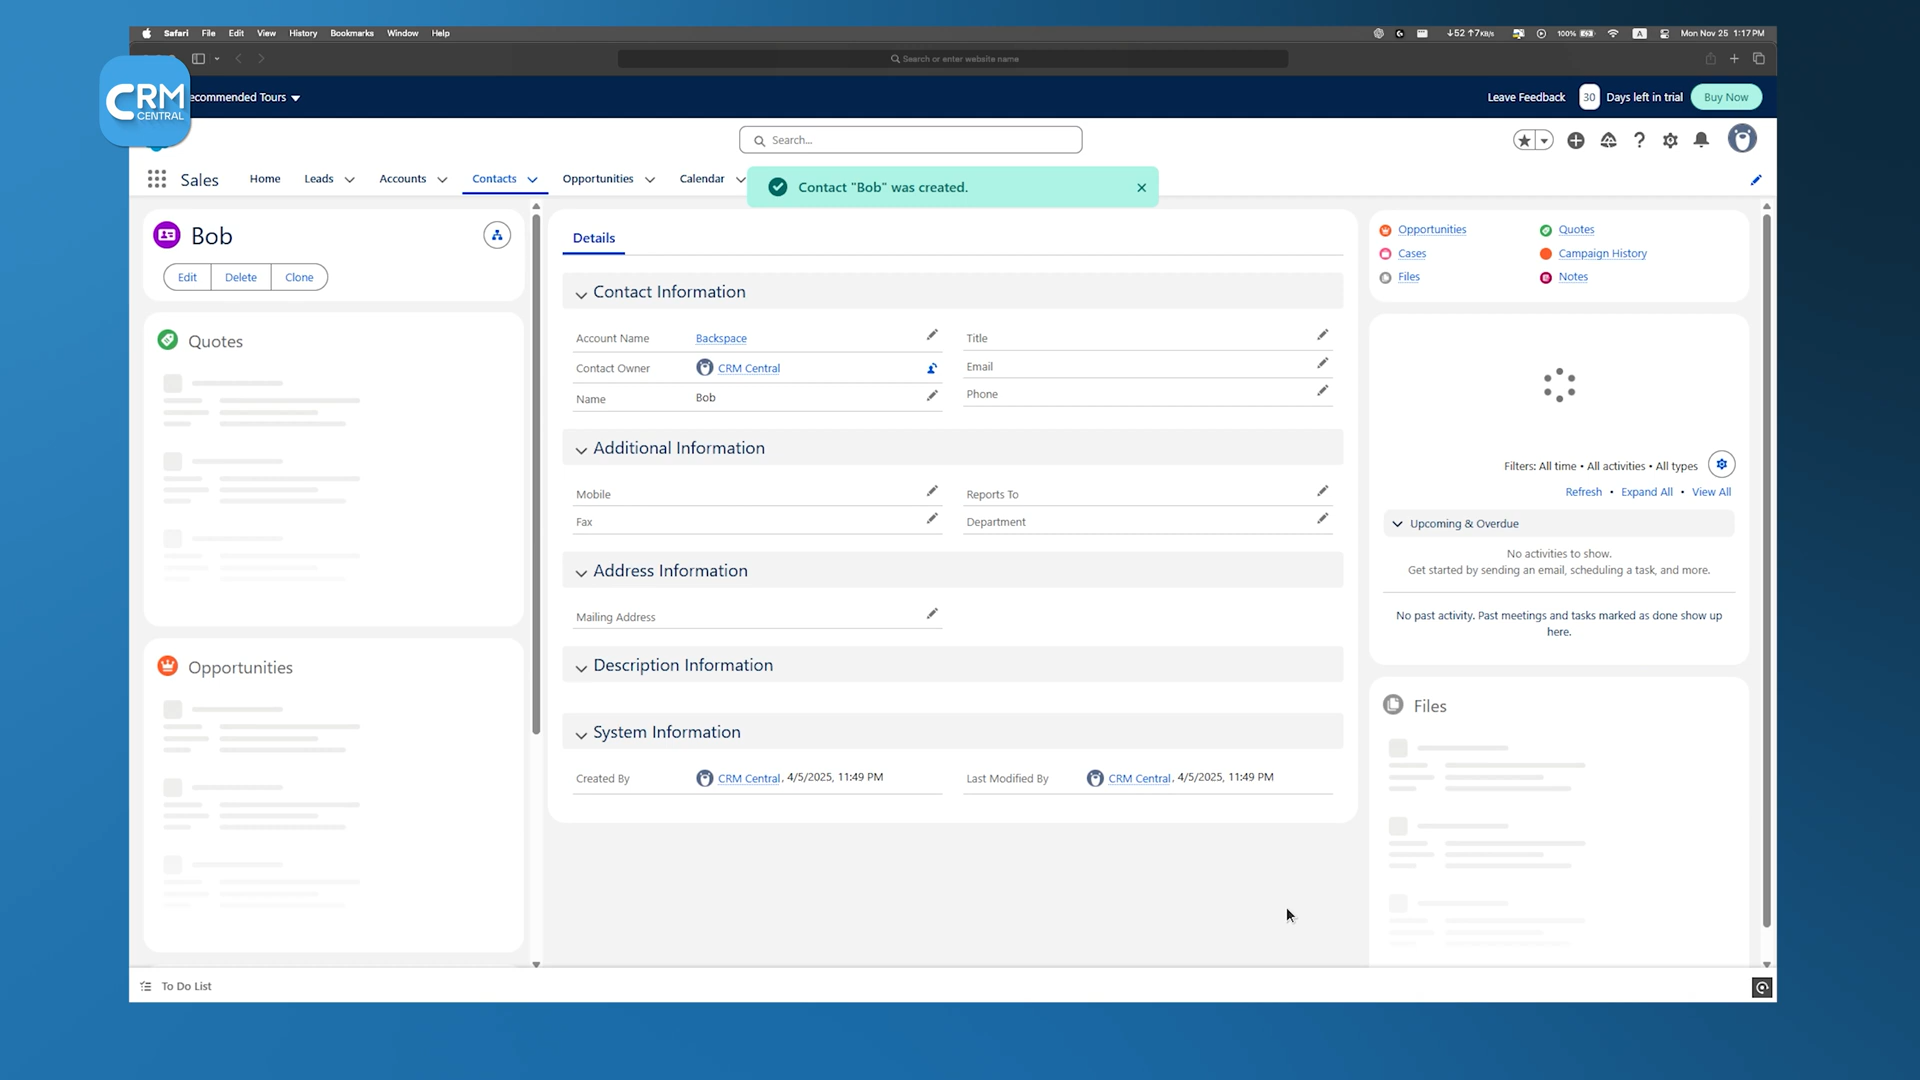 Safari File Edit View History Bookmarks Window Help
↓52 ↑7KB/s 100% A Mon Nov 25 1:17 PM
Search or enter website name
CRM
CENTRAL
ecommended Tours
Leave Feedback 30 Days left in trial Buy Now
Search...
Sales Home Leads Accounts Contacts Opportunities Calendar
Contact "Bob" was created.
Bob
Edit Delete Clone
Quotes
Opportunities
Details
Contact Information
Account Name Backspace Title
Contact Owner CRM Central Email
Name Bob Phone
Additional Information
Mobile Reports To
Fax Department
Address Information
Mailing Address
Description Information
System Information
Created By CRM Central, 4/5/2025, 11:49 PM Last Modified By CRM Central, 4/5/2025, 11:49 PM
Opportunities Quotes
Cases Campaign History
Files Notes
Filters: All time • All activities • All types
Refresh • Expand All • View All
Upcoming & Overdue
No activities to show.
Get started by sending an email, scheduling a task, and more.
No past activity. Past meetings and tasks marked as done show up
here.
Files
To Do List